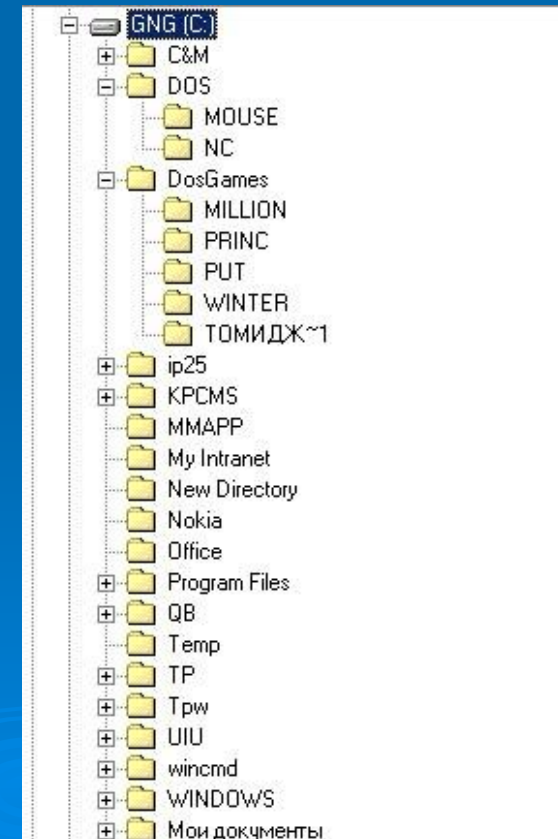 GNG (C:)
C&M
DOS
MOUSE
NC
DosGames
MILLION
PRINC
PUT
WINTER
ТОМИДЖ~1
ip25
KPCMS
MMAPP
My Intranet
New Directory
Nokia
Office
Program Files
QB
Temp
TP
Tpw
UIU
wincmd
WINDOWS
Мои документы